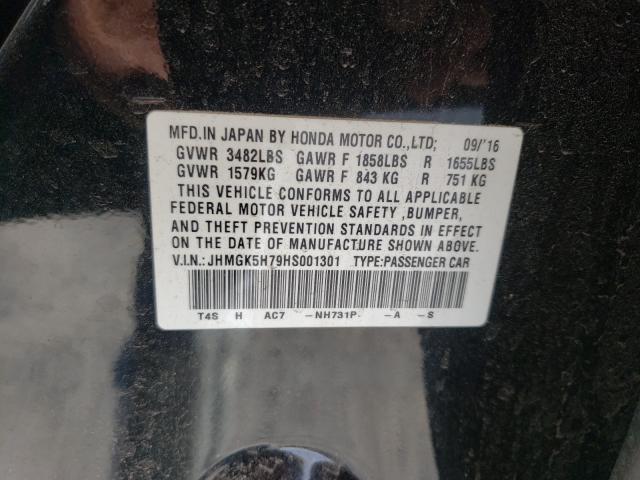 MFD.IN JAPAN BY HONDA MOTOR CO.,LTD; 09/'16
GVWR 3482LBS GAWR F 1858LBS R 1655LBS
GVWR 1579KG GAWR F 843 KG R 751 KG
THIS VEHICLE CONFORMS TO ALL APPLICABLE
FEDERAL MOTOR VEHICLE SAFETY ,BUMPER,
AND THEFT PREVENTION STANDARDS IN EFFECT
ON THE DATE OF MANUFACTURE SHOWN ABOVE.
V.I.N.: JHMGK5H79HS001301 TYPE:PASSENGER CAR
T4S H AC7 -NH731P- -A -S